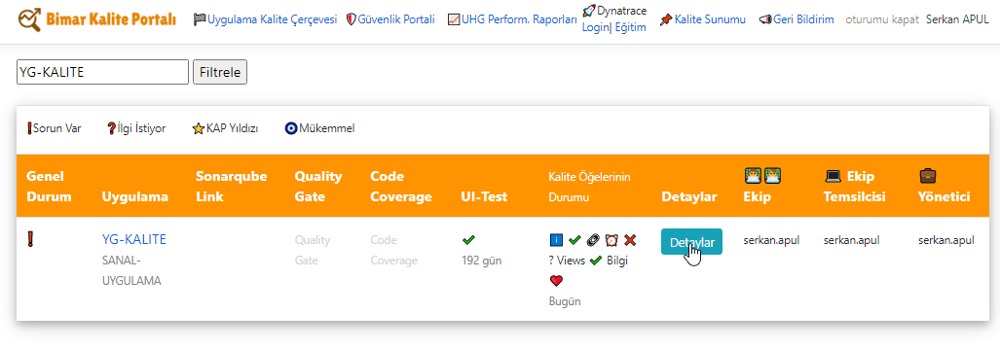 Bimar Kalite Portalı
Uygulama Kalite Çerçevesi
Güvenlik Portali
UHG Perform. Raporları
Dynatrace
Login| Eğitim
Kalite Sunumu
Geri Bildirim
oturumu kapat
Serkan APUL
YG-KALITE
Filtrele
Sorun Var
İlgi İstiyor
KAP Yıldızı
Mükemmel
Genel
Durum
Uygulama
Sonarqube
Link
Quality
Gate
Code
Coverage
UI-Test
Kalite Öğelerinin
Durumu
Detaylar
Ekip
Ekip
Temsilcisi
Yönetici
YG-KALITE
SANAL-
UYGULAMA
Quality
Gate
Code
Coverage
192 gün
? Views Bilgi
Bugün
Detaylar
serkan.apul
serkan.apul
serkan.apul